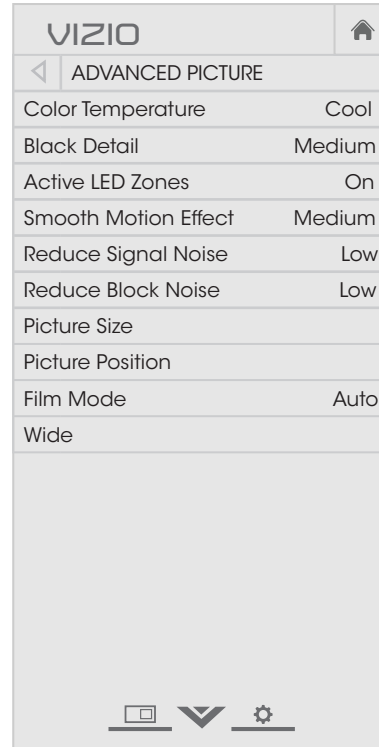 VIZIO
ADVANCED PICTURE
Color Temperature Cool
Black Detail Medium
Active LED Zones On
Smooth Motion Effect Medium
Reduce Signal Noise Low
Reduce Block Noise Low
Picture Size
Picture Position
Film Mode Auto
Wide